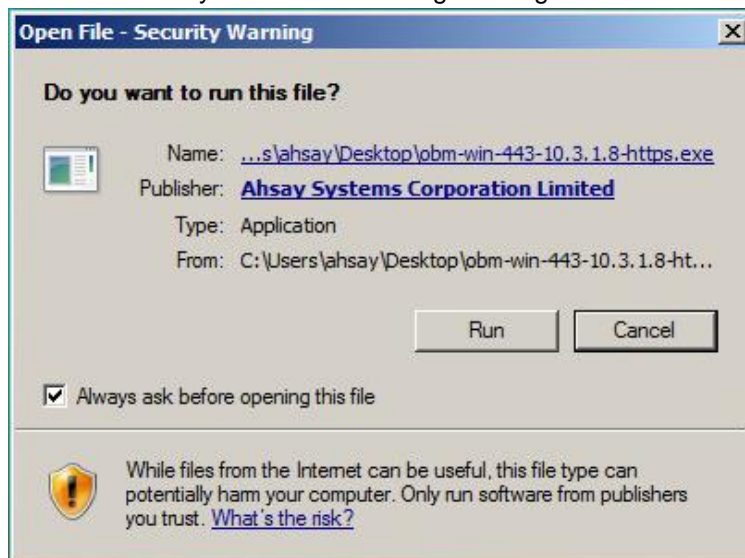 Open File - Security Warning
Do you want to run this file?
Name: ...s\ahsay\Desktop\obm-win-443-10.3.1.8-https.exe
Publisher: Ahsay Systems Corporation Limited
Type: Application
From: C:\Users\ahsay\Desktop\obm-win-443-10.3.1.8-ht...
Run Cancel
Always ask before opening this file
While files from the Internet can be useful, this file type can
potentially harm your computer. Only run software from publishers
you trust. What's the risk?